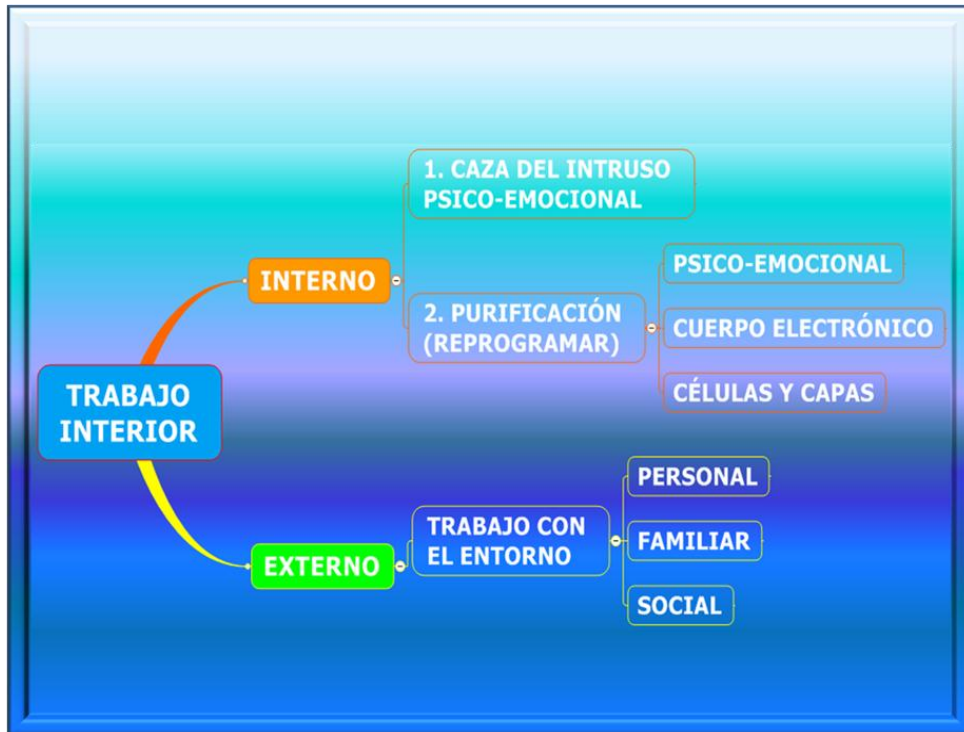 TRABAJO
INTERIOR
INTERNO
1. CAZA DEL INTRUSO
PSICO-EMOCIONAL
2. PURIFICACIÓN
(REPROGRAMAR)
PSICO-EMOCIONAL
CUERPO ELECTRÓNICO
CÉLULAS Y CAPAS
EXTERNO
TRABAJO CON
EL ENTORNO
PERSONAL
FAMILIAR
SOCIAL